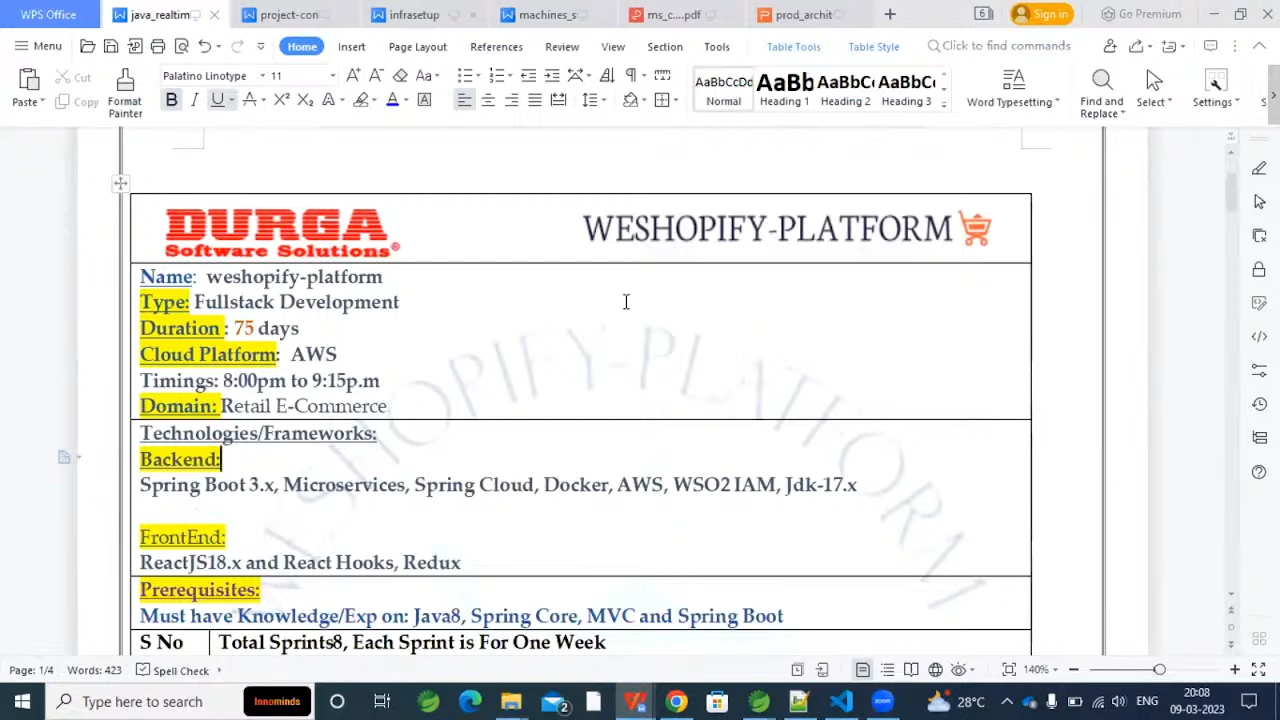 WPS Office
java_realtim
project-con
infrasetup
machines_s
ms_c....pdf
prod_archit
6
Sign in
Go Premium
Menu
Home
Insert
Page Layout
References
Review
View
Section
Tools
Table Tools
Table Style
Click to find commands
Paste
Cut
Copy
Format
Painter
Palatino Linotype
11
AaBbCcDd
Normal
AaBb
Heading 1
AaBbC
Heading 2
AaBbC
Heading 3
Word Typesetting
Find and
Replace
Select
Settings
DURGA
Software Solutions®
WESHOPIFY-PLATFORM
Name: weshopify-platform
Type: Fullstack Development
Duration : 75 days
Cloud Platform: AWS
Timings: 8:00pm to 9:15p.m
Domain: Retail E-Commerce
Technologies/Frameworks:
Backend:
Spring Boot 3.x, Microservices, Spring Cloud, Docker, AWS, WSO2 IAM, Jdk-17.x
FrontEnd:
ReactJS18.x and React Hooks, Redux
Prerequisites:
Must have Knowledge/Exp on: Java8, Spring Core, MVC and Spring Boot
S No Total Sprints8, Each Sprint is For One Week
WESHOPIFY-PLATFORM
Page: 1/4
Words: 423
Spell Check
140%
Type here to search
Innominds
2
28°C
ENG
20:08
09-03-2023